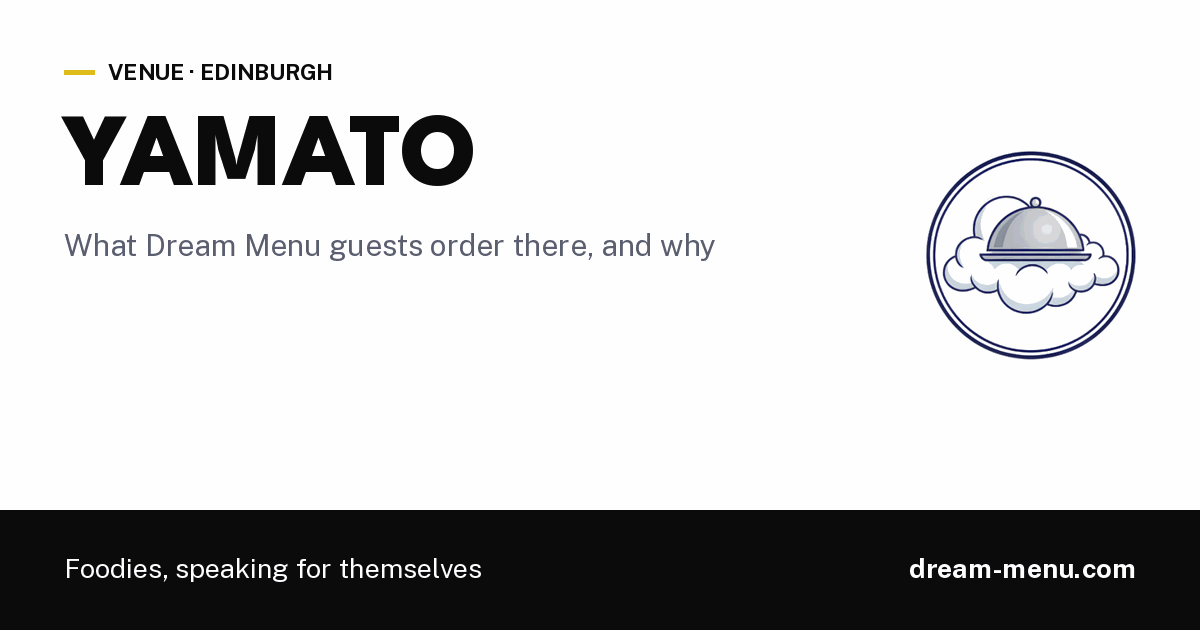 VENUE · EDINBURGH
YAMATO
What Dream Menu guests order there, and why
Foodies, speaking for themselves
dream-menu.com